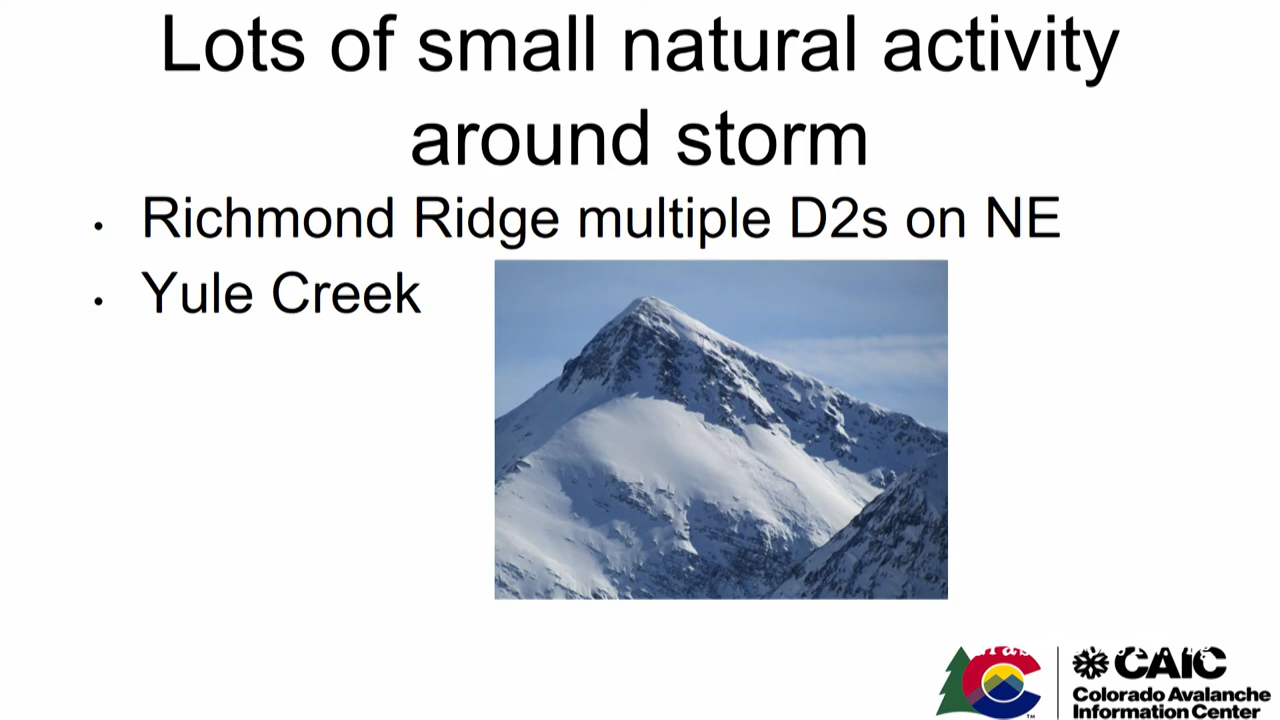 Lots of small natural activity
around storm
• Richmond Ridge multiple D2s on NE
• Yule Creek
CAIC
Colorado Avalanche
Information Center
TM